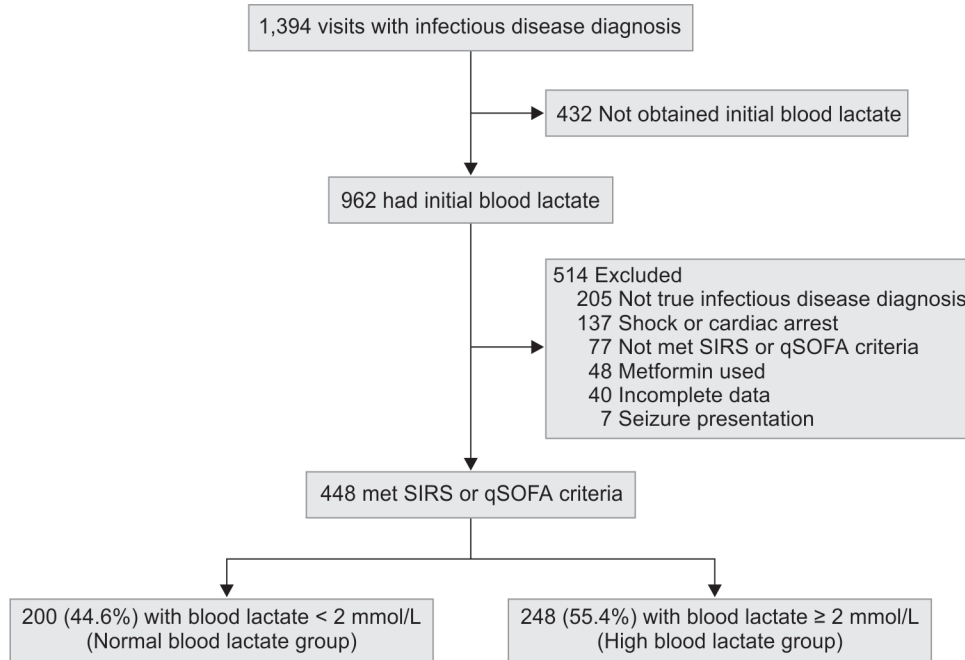 1,394 visits with infectious disease diagnosis
432 Not obtained initial blood lactate
962 had initial blood lactate
514 Excluded
205 Not true infectious disease diagnosis
137 Shock or cardiac arrest
77 Not met SIRS or qSOFA criteria
48 Metformin used
40 Incomplete data
7 Seizure presentation
448 met SIRS or qSOFA criteria
200 (44.6%) with blood lactate < 2 mmol/L
(Normal blood lactate group)
248 (55.4%) with blood lactate ≥ 2 mmol/L
(High blood lactate group)